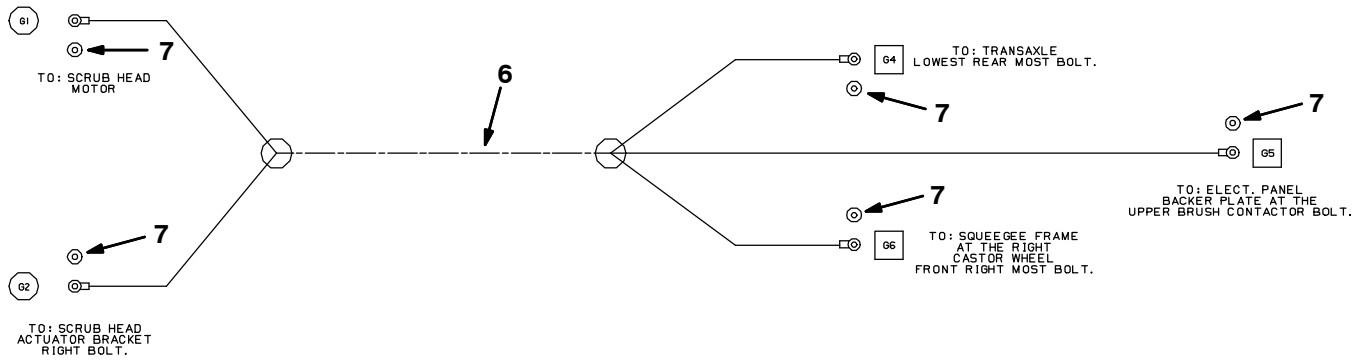 G1
7
TO: SCRUB HEAD
MOTOR
6
G4
TO: TRANSAXLE
LOWEST REAR MOST BOLT.
7
7
G5
TO: ELECT. PANEL
BACKER PLATE AT THE
UPPER BRUSH CONTACTOR BOLT.
7
G6
TO: SQUEEGEE FRAME
AT THE RIGHT
CASTOR WHEEL
FRONT RIGHT MOST BOLT.
7
G2
TO: SCRUB HEAD
ACTUATOR BRACKET
RIGHT BOLT.